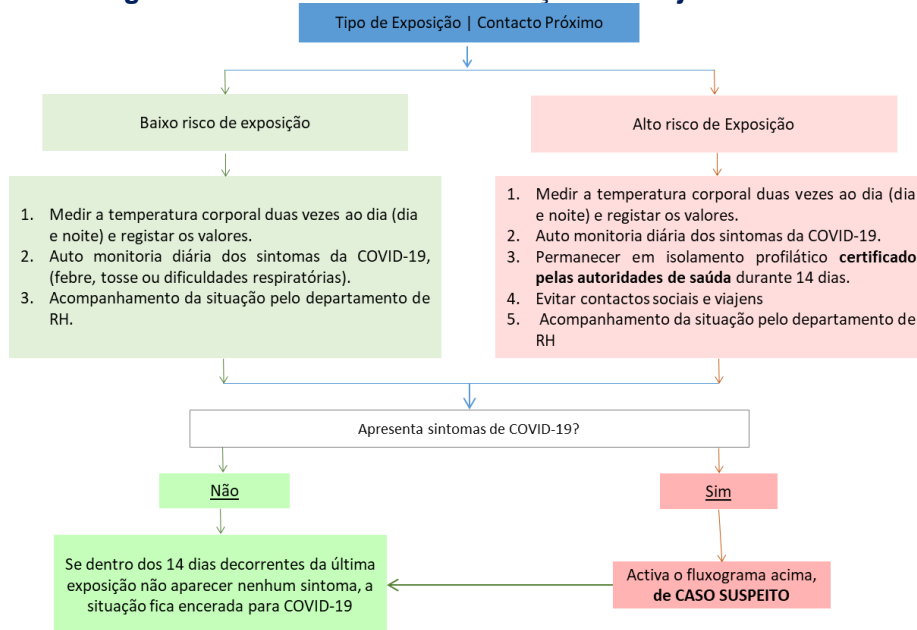 Tipo de Exposição | Contacto Próximo
Baixo risco de exposição
Alto risco de Exposição
1. Medir a temperatura corporal duas vezes ao dia (dia
e noite) e registar os valores.
2. Auto monitoria diária dos sintomas da COVID-19,
(febre, tosse ou dificuldades respiratórias).
3. Acompanhamento da situação pelo departamento de
RH.
1. Medir a temperatura corporal duas vezes ao dia (dia
e noite) e registar os valores.
2. Auto monitoria diária dos sintomas da COVID-19.
3. Permanecer em isolamento profilático certificado
pelas autoridades de saúde durante 14 dias.
4. Evitar contactos sociais e viajens
5. Acompanhamento da situação pelo departamento de
RH
Apresenta sintomas de COVID-19?
Não
Sim
Se dentro dos 14 dias decorrentes da última
exposição não aparecer nenhum sintoma, a
situação fica encerada para COVID-19
Activa o fluxograma acima,
de CASO SUSPEITO